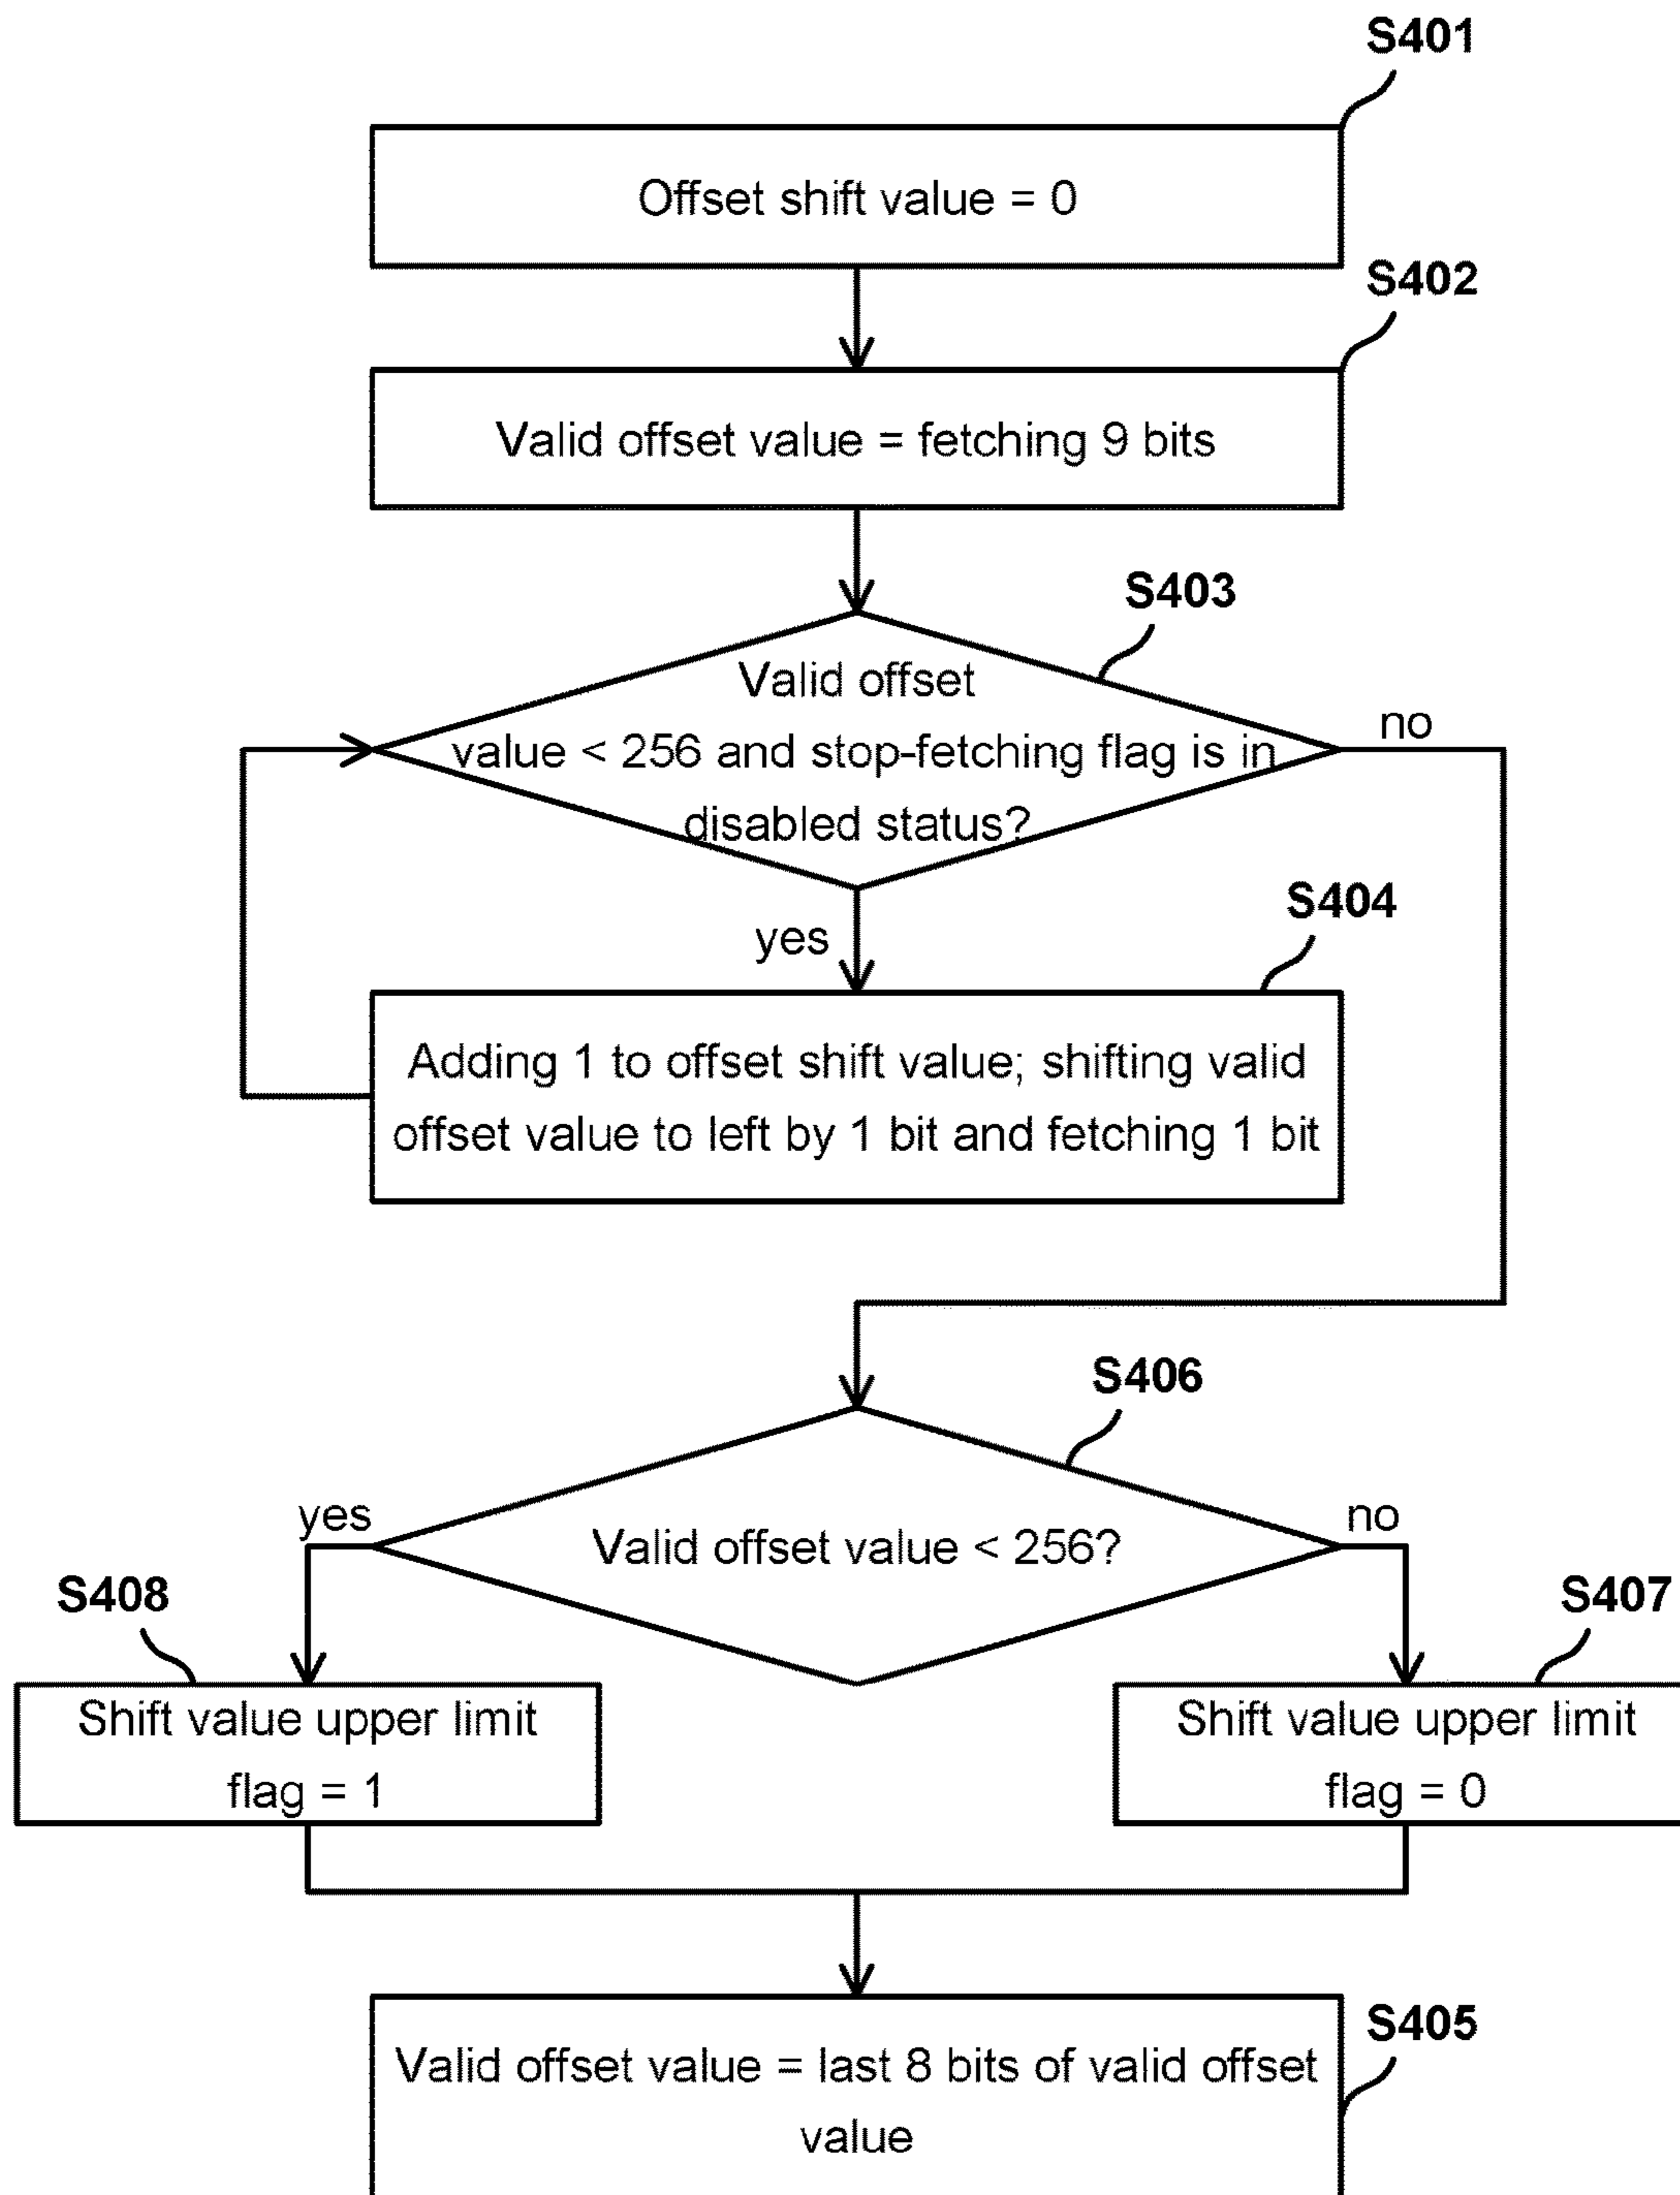 S401
Offset shift value = 0
S402
Valid offset value = fetching 9 bits
S403
Valid offset
value < 256 and stop-fetching flag is in
disabled status?
no
yes
S404
Adding 1 to offset shift value; shifting valid
offset value to left by 1 bit and fetching 1 bit
S406
Valid offset value < 256?
yes
no
S408
S407
Shift value upper limit
flag = 1
Shift value upper limit
flag = 0
S405
Valid offset value = last 8 bits of valid offset
value